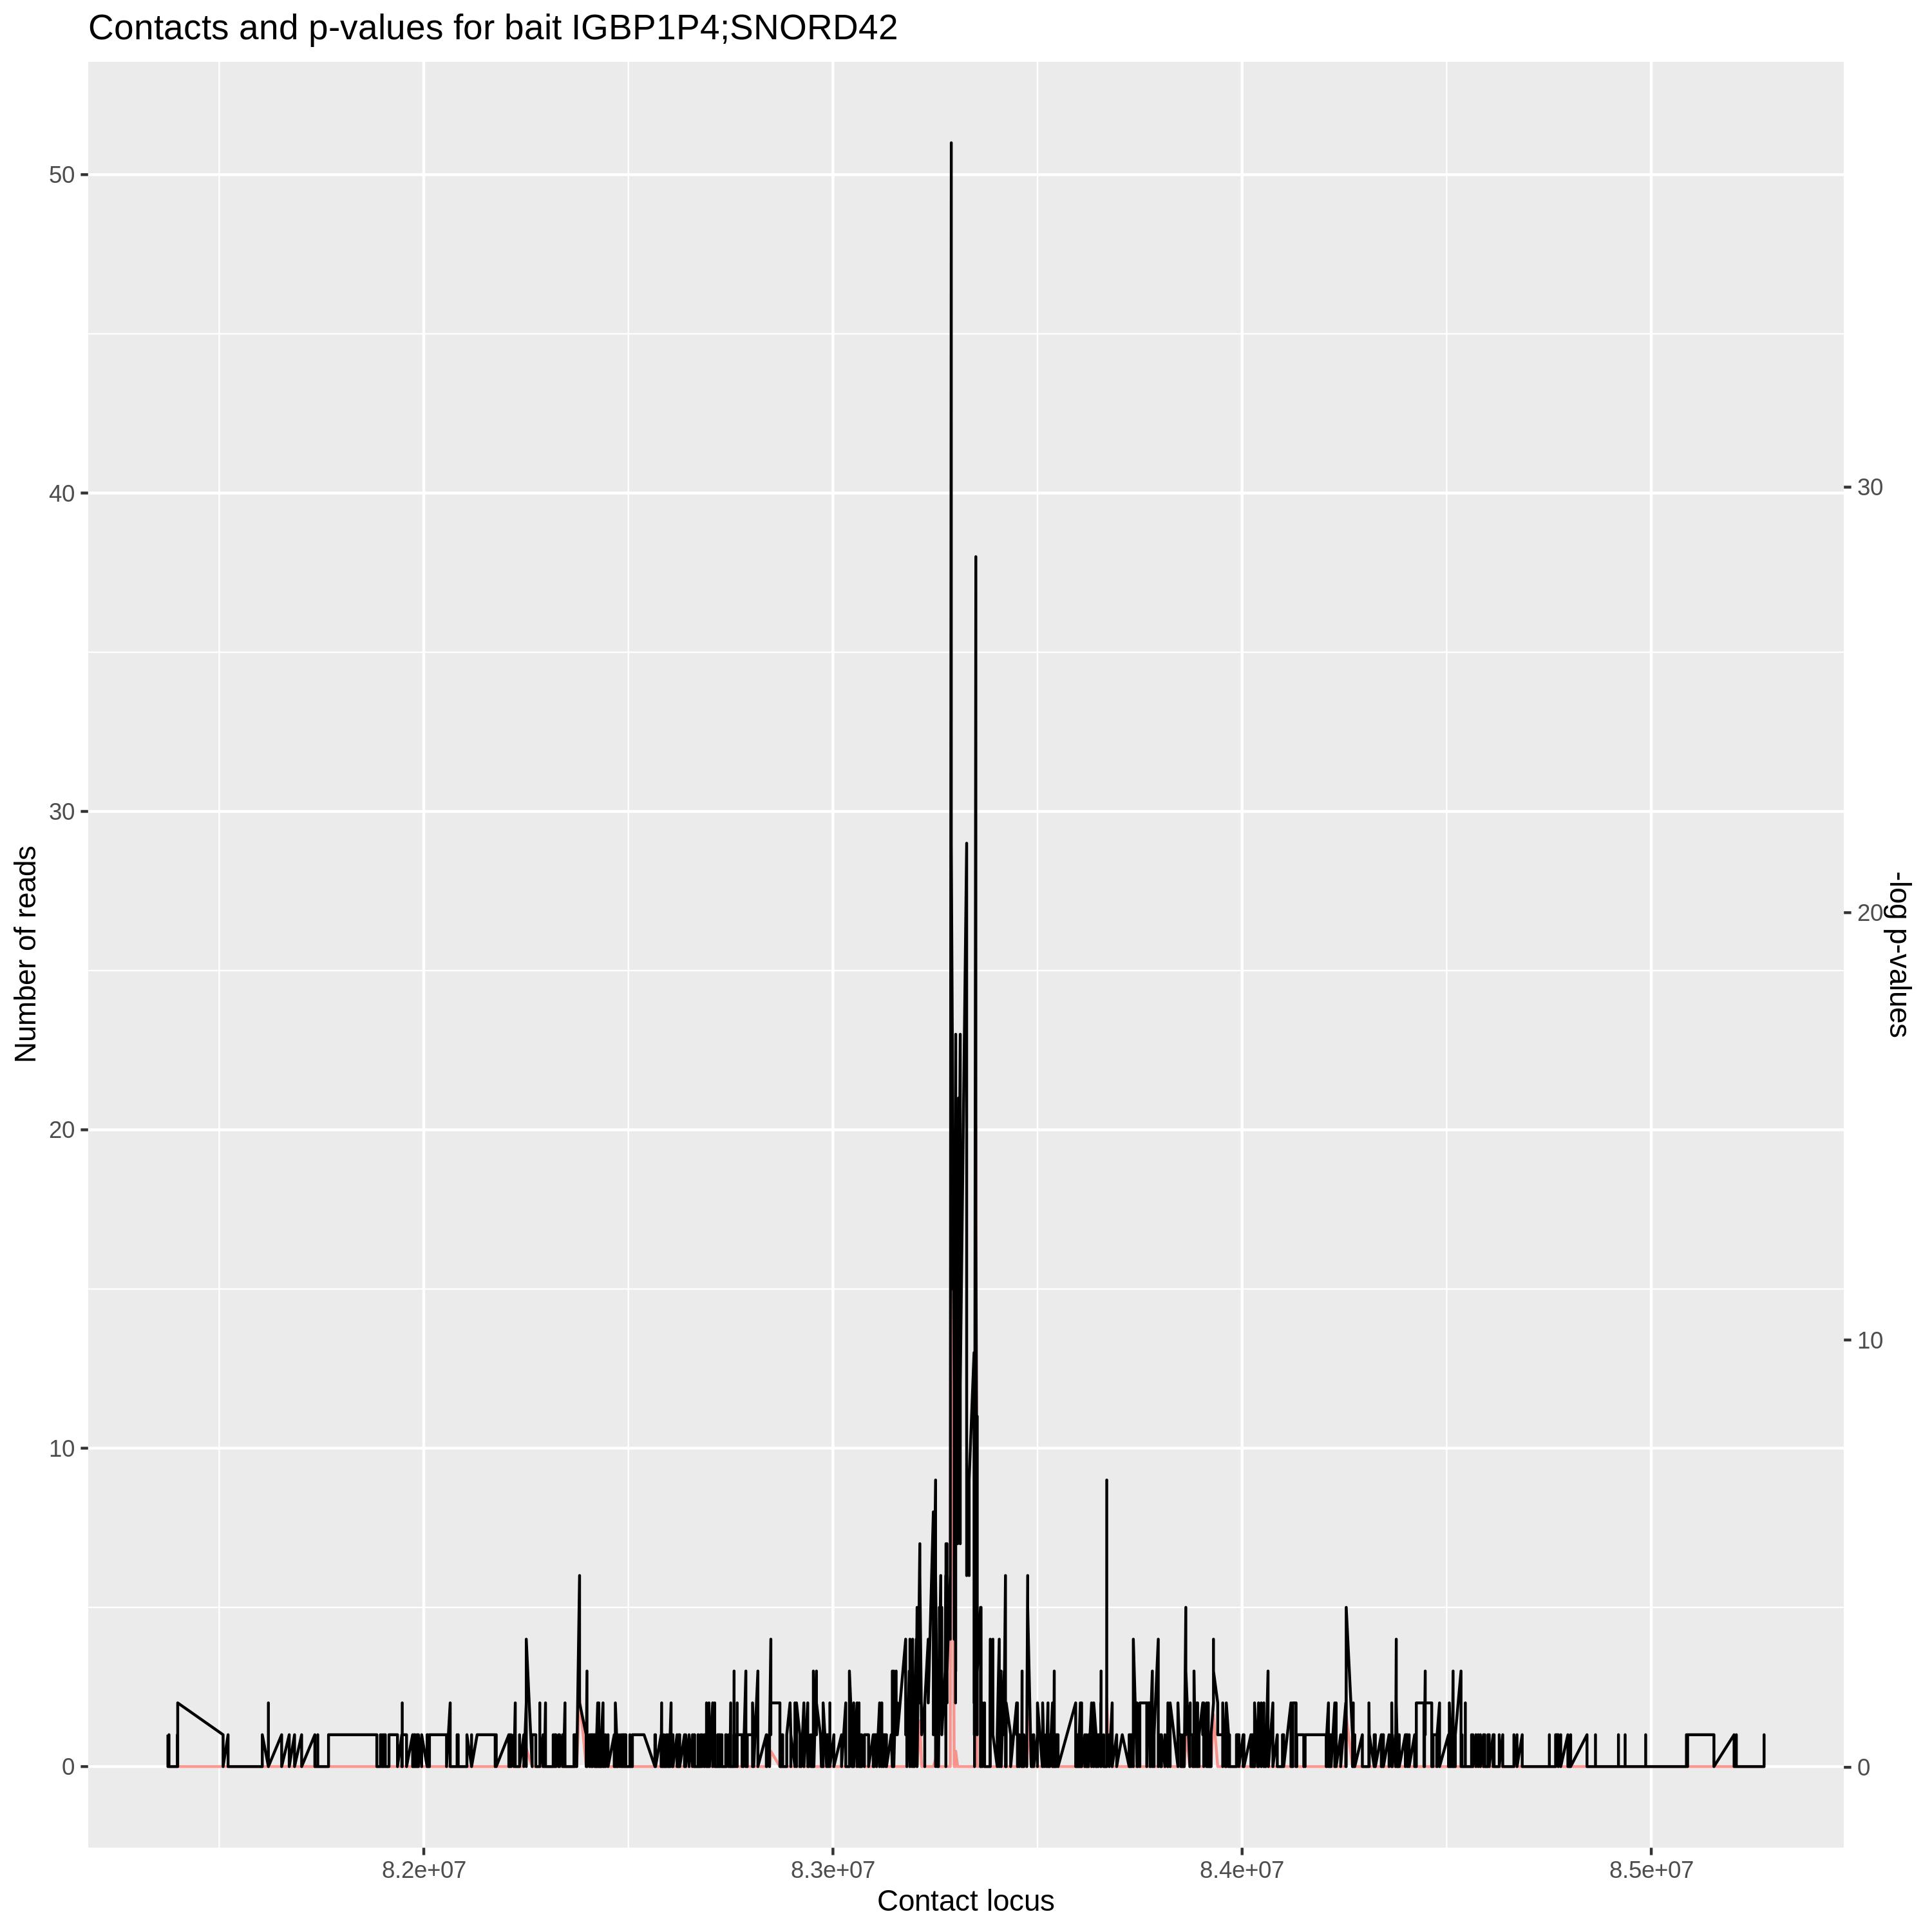 Contacts and p-values for bait IGBP1P4;SNORD42
50
40
30
20
10
0
Number of reads
30
20
10
0
-log p-values
8.2e+07
8.3e+07
8.4e+07
8.5e+07
Contact locus